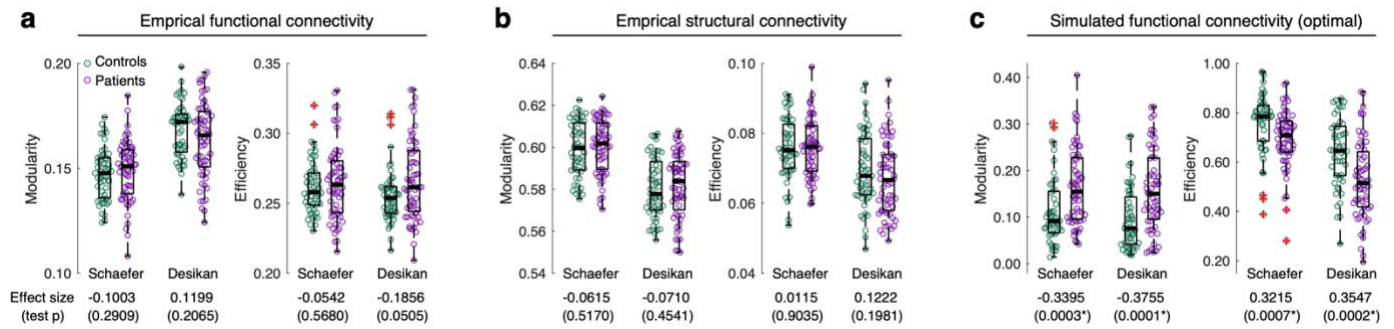 a
Emprical functional connectivity
Controls
Patients
Modularity
0.20
0.15
0.10
Schaefer Desikan
Efficiency
0.35
0.30
0.25
0.20
Schaefer Desikan
Effect size -0.1003 0.1199 -0.0542 -0.1856
(test p) (0.2909) (0.2065) (0.5680) (0.0505)
b
Emprical structural connectivity
Modularity
0.64
0.62
0.60
0.58
0.56
0.54
Schaefer Desikan
Efficiency
0.10
0.08
0.06
0.04
Schaefer Desikan
-0.0615 -0.0710 0.0115 0.1222
(0.5170) (0.4541) (0.9035) (0.1981)
c
Simulated functional connectivity (optimal)
Modularity
0.40
0.30
0.20
0.10
0.00
Schaefer Desikan
Efficiency
1.00
0.80
0.60
0.40
0.20
Schaefer Desikan
-0.3395 -0.3755 0.3215 0.3547
(0.0003*) (0.0001*) (0.0007*) (0.0002*)